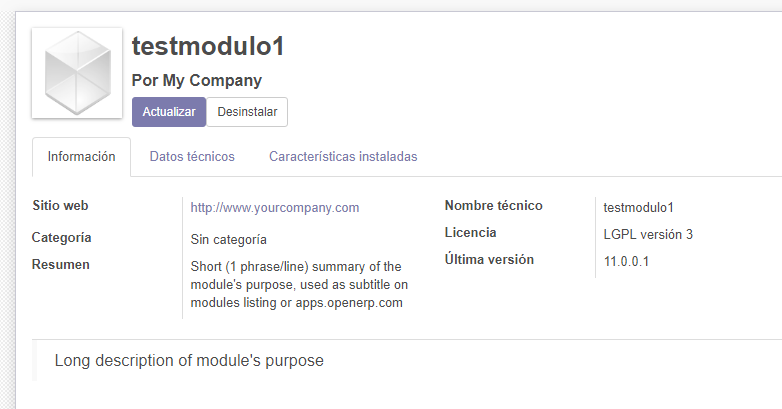 testmodulo1
Por My Company
Actualizar Desinstalar
Información Datos técnicos Características instaladas
Sitio web http://www.yourcompany.com Nombre técnico testmodulo1
Categoría Sin categoría Licencia LGPL versión 3
Resumen Short (1 phrase/line) summary of the Última versión 11.0.0.1
module's purpose, used as subtitle on
modules listing or apps.openerp.com
Long description of module's purpose